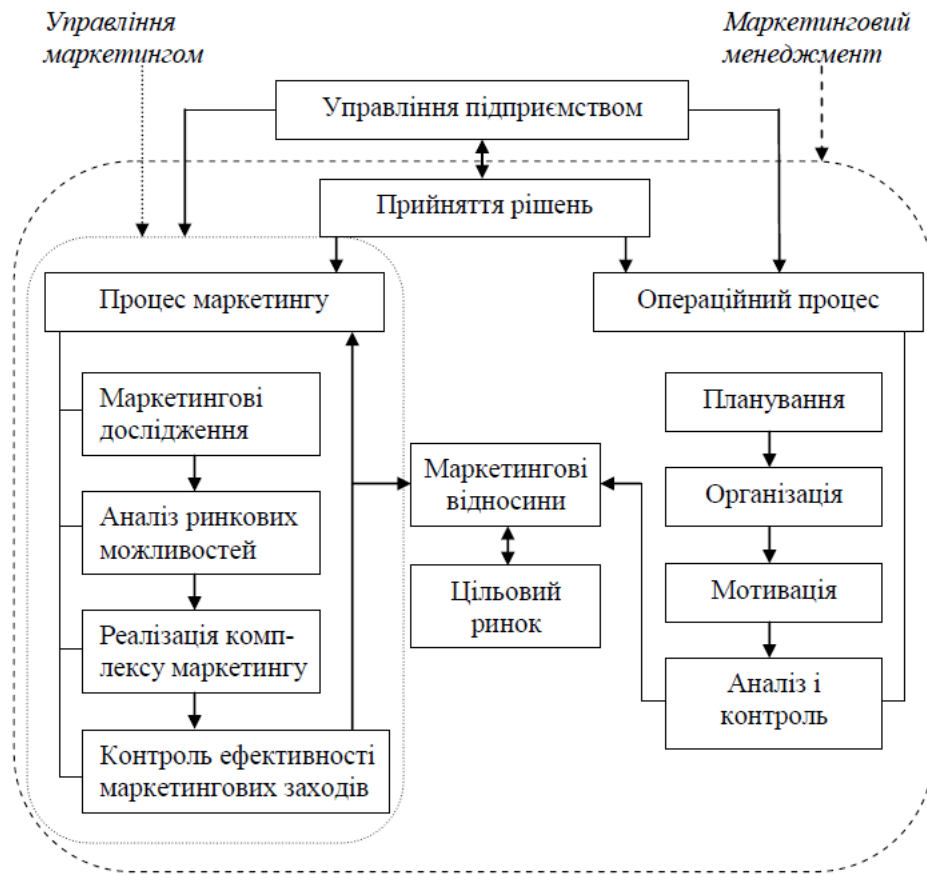 Управління
маркетингом
Маркетинговий
менеджмент
Управління підприємством
Прийняття рішень
Процес маркетингу
Операційний процес
Маркетингові
дослідження
Аналіз ринкових
можливостей
Реалізація комп-
лексу маркетингу
Контроль ефективності
маркетингових заходів
Маркетингові
відносини
Цільовий
ринок
Планування
Організація
Мотивація
Аналіз і
контроль